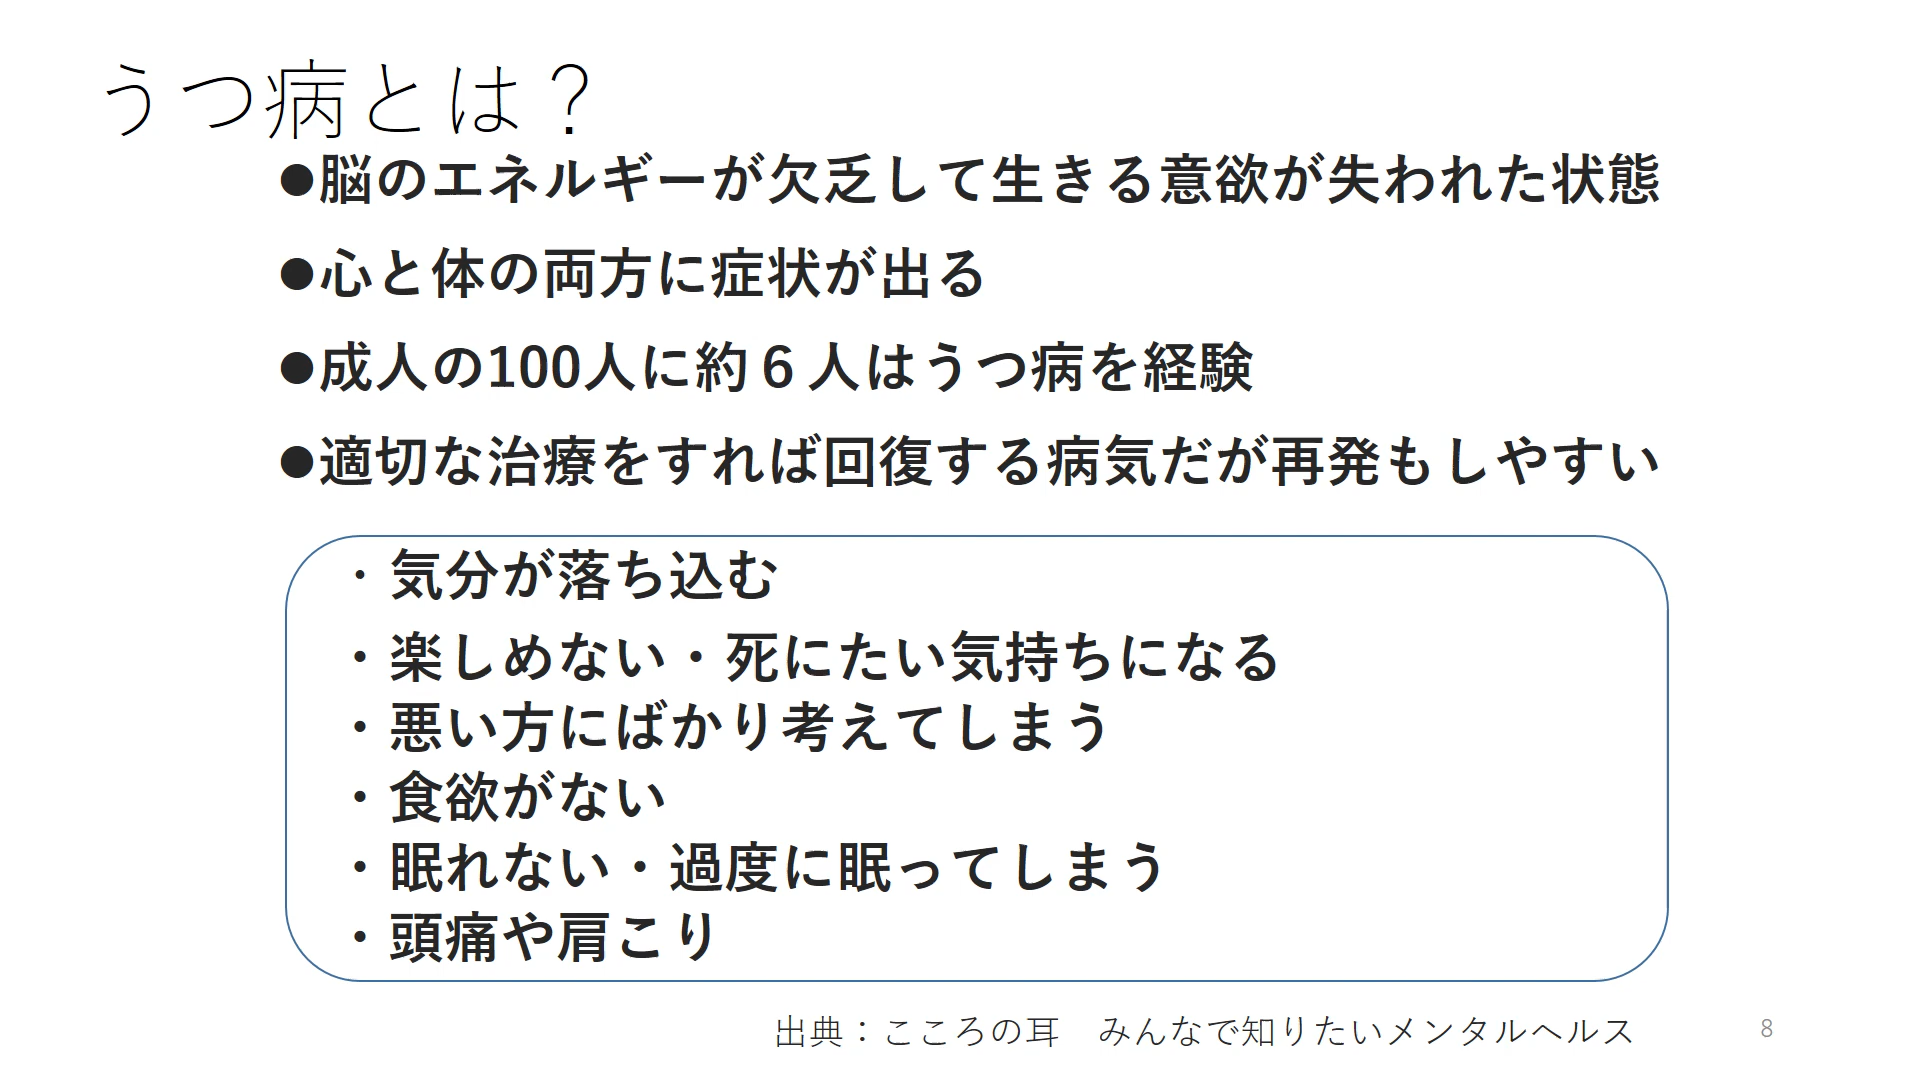 うつ病とは？
●脳のエネルギーが欠乏して生きる意欲が失われた状態
●心と体の両方に症状が出る
●成人の100人に約６人はうつ病を経験
●適切な治療をすれば回復する病気だが再発もしやすい
・気分が落ち込む
・楽しめない・死にたい気持ちになる
・悪い方にばかり考えてしまう
・食欲がない
・眠れない・過度に眠ってしまう
・頭痛や肩こり
出典：こころの耳　みんなで知りたいメンタルヘルス
8